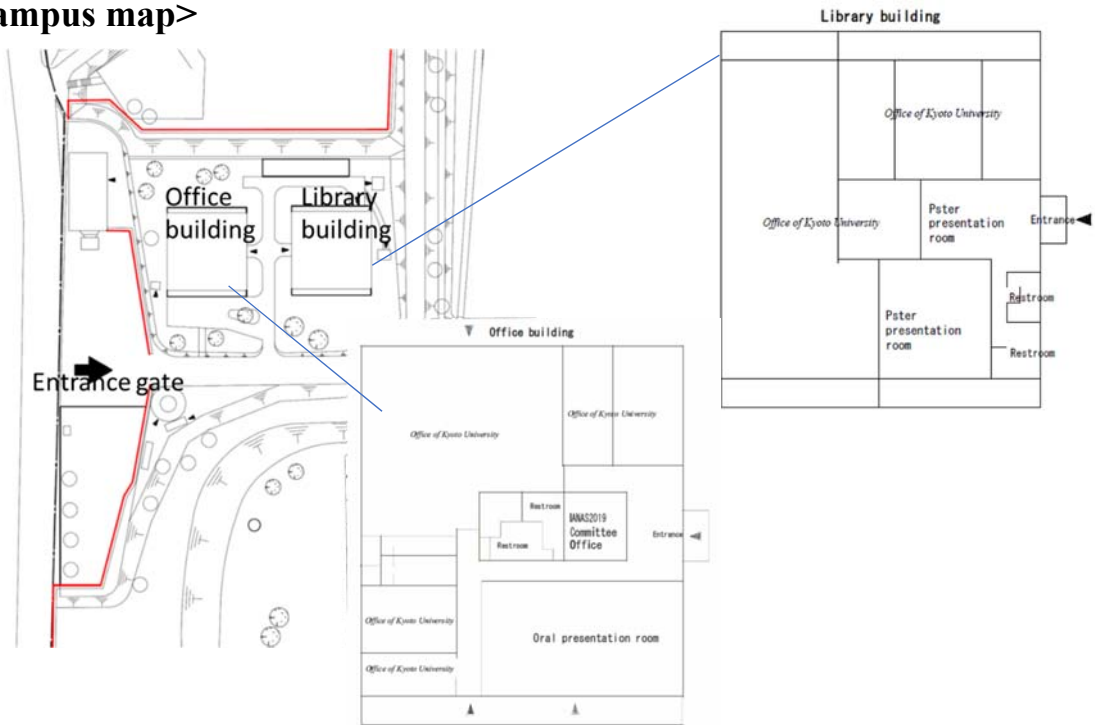 ampus map>
Library building
Office of Kyoto University
Office of Kyoto University
Pster
presentation
room
Entrance
Pster
presentation
room
Restroom
Restroom
Office
building
Library
building
Entrance gate
Office building
Office of Kyoto University
Office of Kyoto University
Restroom
Restroom
IANAS2019
Committee
Office
Entrance
Office of Kyoto University
Office of Kyoto University
Oral presentation room